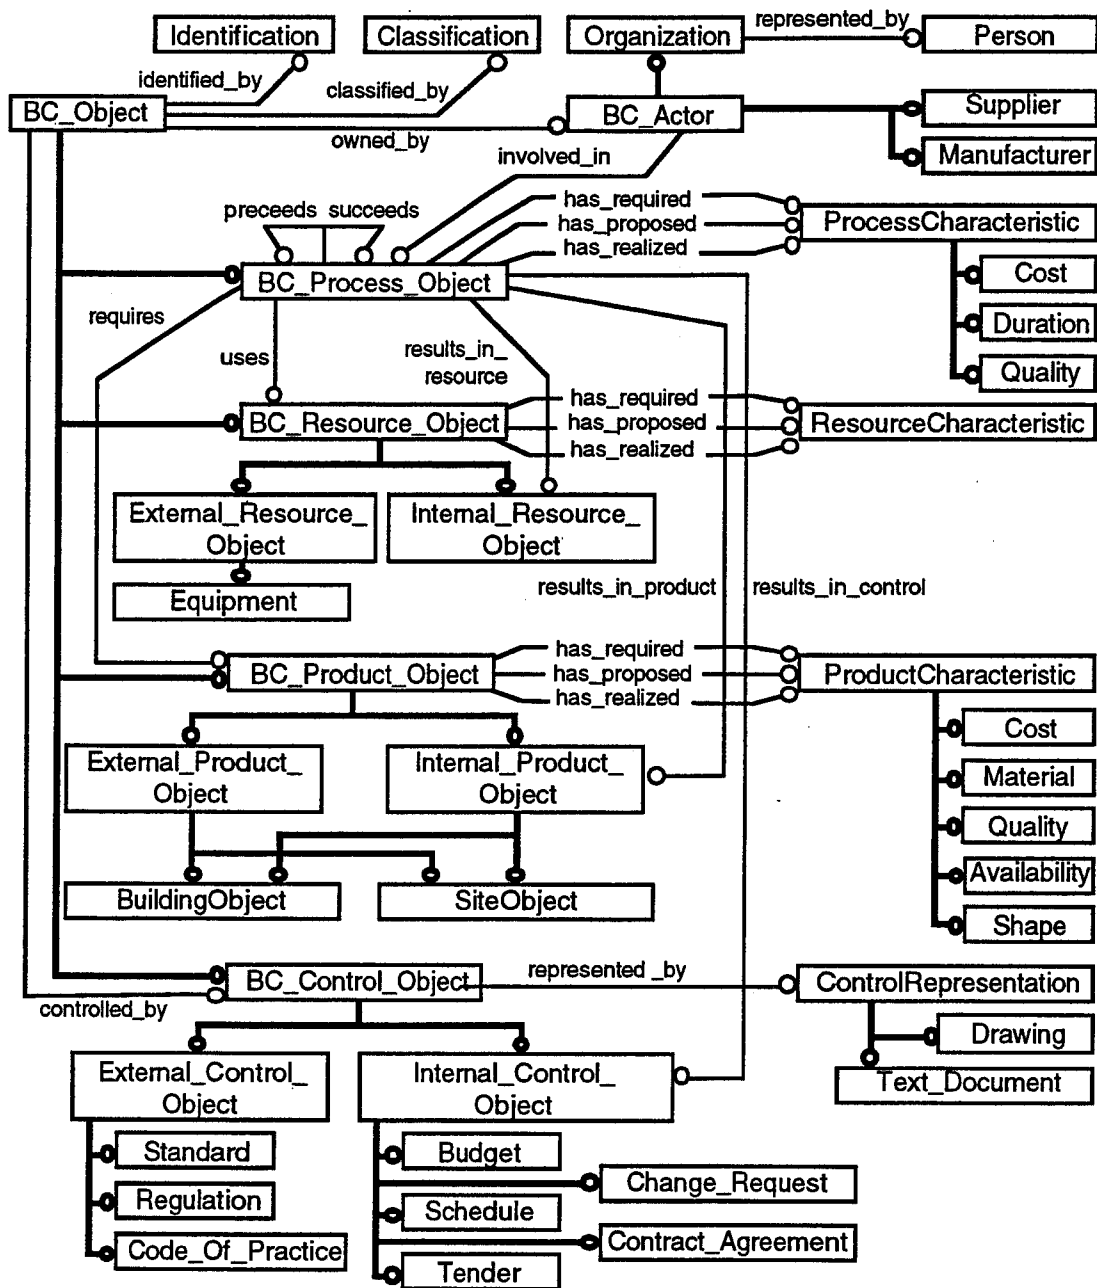 represented_by
Identification
Classification
Organization
Person
identified_by
classified_by
BC_Object
BC_Actor
Supplier
owned_by
involved_in
Manufacturer
has_required
preceeds succeeds
has_proposed
ProcessCharacteristic
has_realized
BC_Process_Object
Cost
requires
Duration
uses
results_in_
resource
Quality
has_required
BC_Resource_Object
has_proposed
ResourceCharacteristic
has_realized
External_Resource_
Object
Internal_Resource_
Object
results_in_product
results_in_control
Equipment
has_required
BC_Product_Object
has_proposed
ProductCharacteristic
has_realized
Cost
External_Product_
Object
Internal_Product_
Object
Material
Quality
Availability
BuildingObject
SiteObject
Shape
BC_Control_Object
represented _by
ControlRepresentation
controlled_by
Drawing
External_Control_
Object
Internal_Control_
Object
Text_Document
Standard
Budget
Change_Request
Regulation
Schedule
Contract_Agreement
Code_Of_Practice
Tender